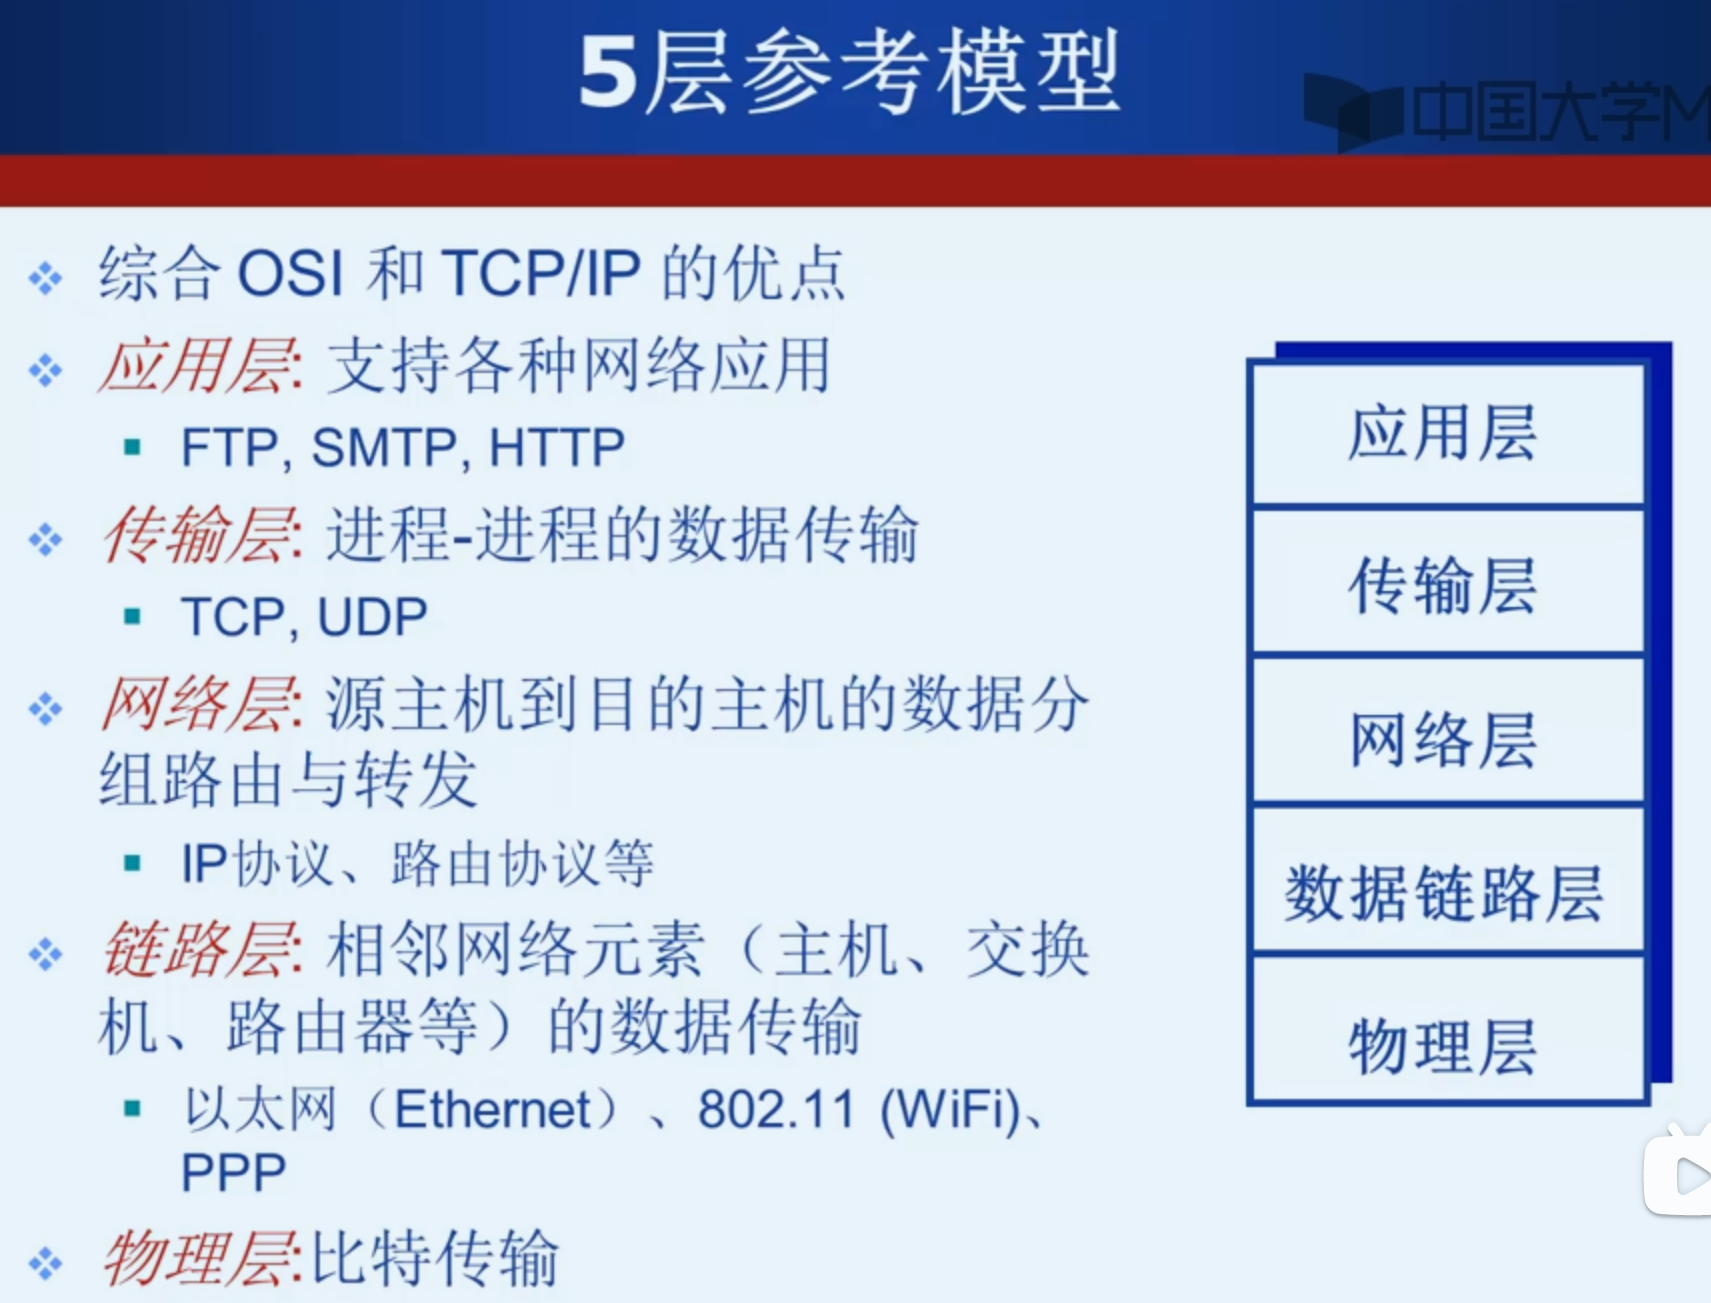 5层参考模型
中国大学M
综合 OSI 和 TCP/IP 的优点
应用层: 支持各种网络应用
FTP, SMTP, HTTP
传输层: 进程-进程的数据传输
TCP, UDP
网络层: 源主机到目的主机的数据分
组路由与转发
IP协议、路由协议等
链路层: 相邻网络元素（主机、交换
机、路由器等）的数据传输
以太网（Ethernet）、802.11 (WiFi)、
PPP
物理层:比特传输
应用层
传输层
网络层
数据链路层
物理层